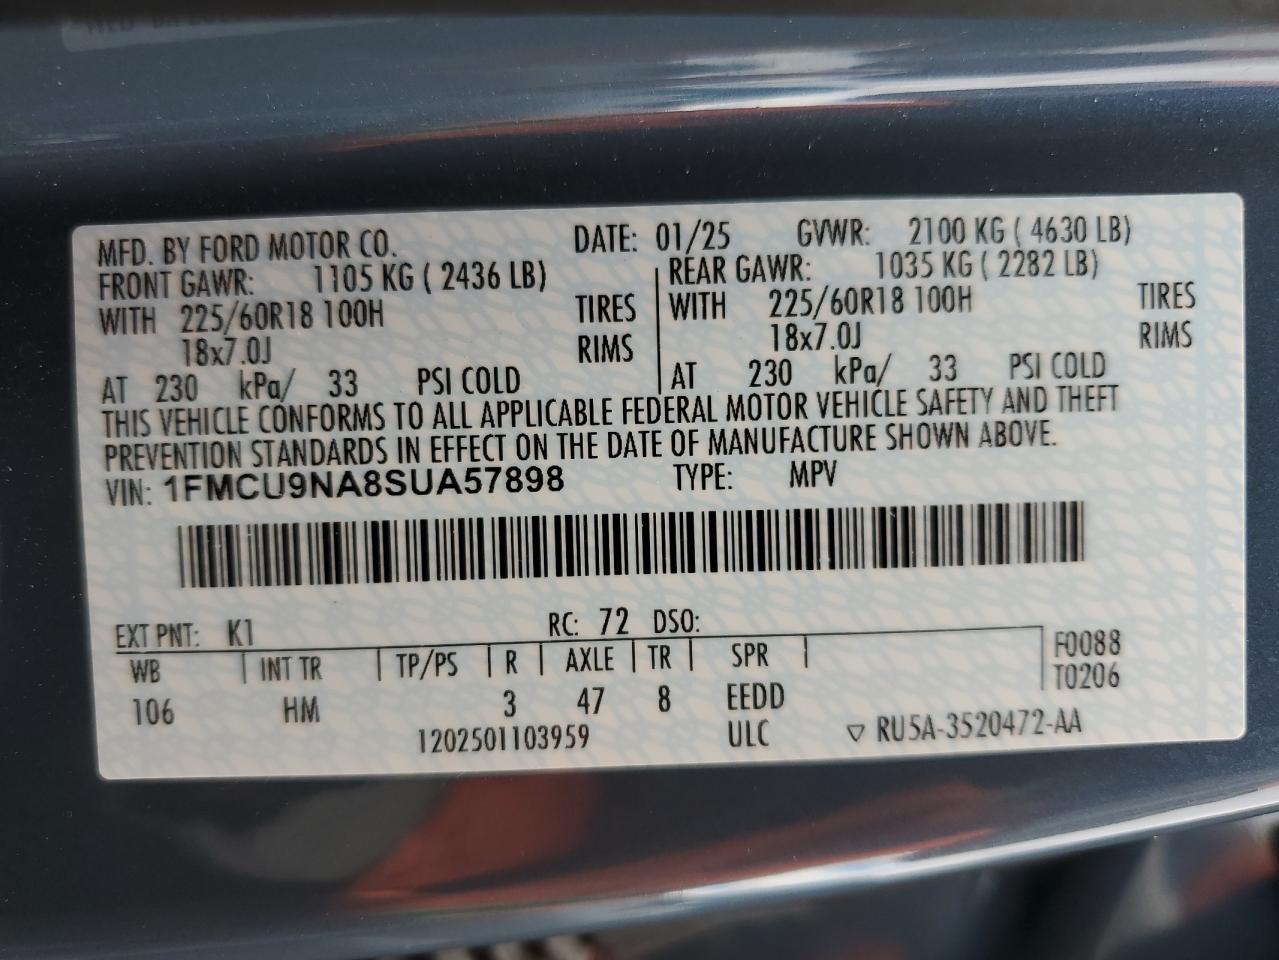 MFD. BY FORD MOTOR CO. DATE: 01/25 GVWR: 2100 KG ( 4630 LB)
FRONT GAWR: 1105 KG ( 2436 LB) REAR GAWR: 1035 KG ( 2282 LB)
WITH 225/60R18 100H TIRES WITH 225/60R18 100H TIRES
18x7.0J RIMS 18x7.0J RIMS
AT 230 kPa/ 33 PSI COLD AT 230 kPa/ 33 PSI COLD
THIS VEHICLE CONFORMS TO ALL APPLICABLE FEDERAL MOTOR VEHICLE SAFETY AND THEFT
PREVENTION STANDARDS IN EFFECT ON THE DATE OF MANUFACTURE SHOWN ABOVE.
VIN: 1FMCU9NA8SUA57898 TYPE: MPV
EXT PNT: K1 RC: 72 DSO:
WB INT TR TP/PS R AXLE TR SPR F0088
106 HM 3 47 8 EEDD T0206
1202501103959 ULC ▽ RU5A-3520472-AA